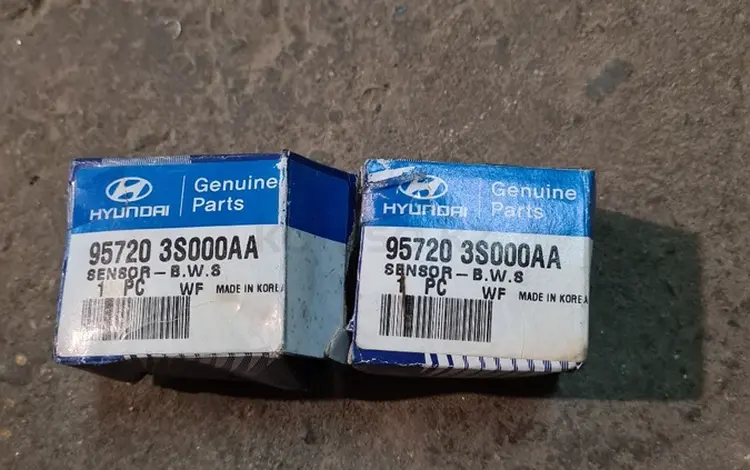 HYUNDAI
Genuine
Parts
95720 3S000AA
SENSOR-B.W.S
1 PC WF MADE IN KOREA
HYUNDAI
Genuine
Parts
95720 3S000AA
SENSOR-B.W.S
1 PC WF MADE IN KOREA